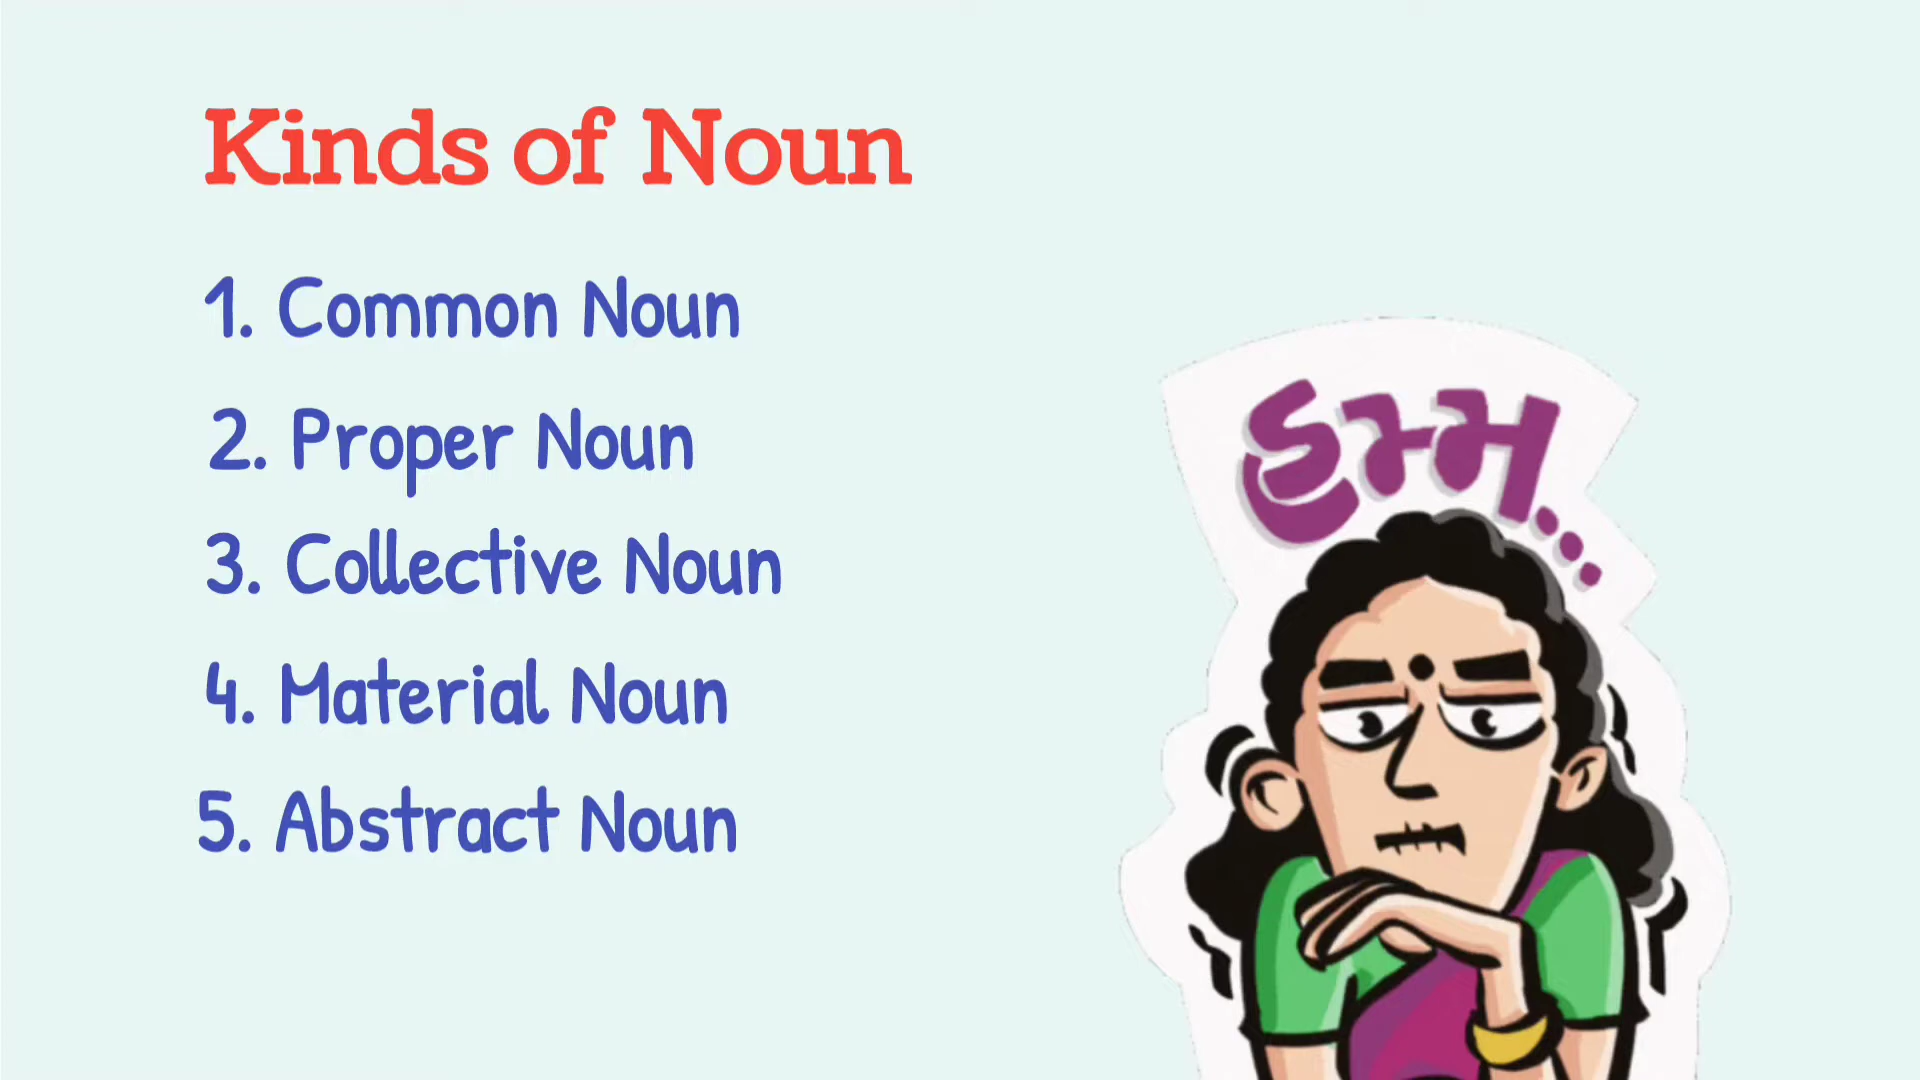 Kinds of Noun
1. Common Noun
2. Proper Noun
3. Collective Noun
4. Material Noun
5. Abstract Noun
હમ્મ...